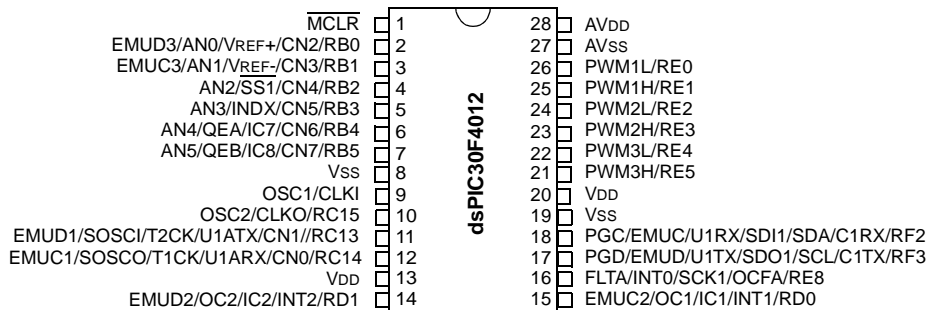 MCLR 1 28 AVDD
EMUD3/AN0/VREF+/CN2/RB0 2 27 AVSS
EMUC3/AN1/VREF-/CN3/RB1 3 26 PWM1L/RE0
AN2/SS1/CN4/RB2 4 25 PWM1H/RE1
AN3/INDX/CN5/RB3 5 24 PWM2L/RE2
AN4/QEA/IC7/CN6/RB4 6 23 PWM2H/RE3
AN5/QEB/IC8/CN7/RB5 7 22 PWM3L/RE4
VSS 8 21 PWM3H/RE5
OSC1/CLKI 9 20 VDD
OSC2/CLKO/RC15 10 19 VSS
EMUD1/SOSCI/T2CK/U1ATX/CN1//RC13 11 18 PGC/EMUC/U1RX/SDI1/SDA/C1RX/RF2
EMUC1/SOSCO/T1CK/U1ARX/CN0/RC14 12 17 PGD/EMUD/U1TX/SDO1/SCL/C1TX/RF3
VDD 13 16 FLTA/INT0/SCK1/OCFA/RE8
EMUD2/OC2/IC2/INT2/RD1 14 15 EMUC2/OC1/IC1/INT1/RD0
dsPIC30F4012